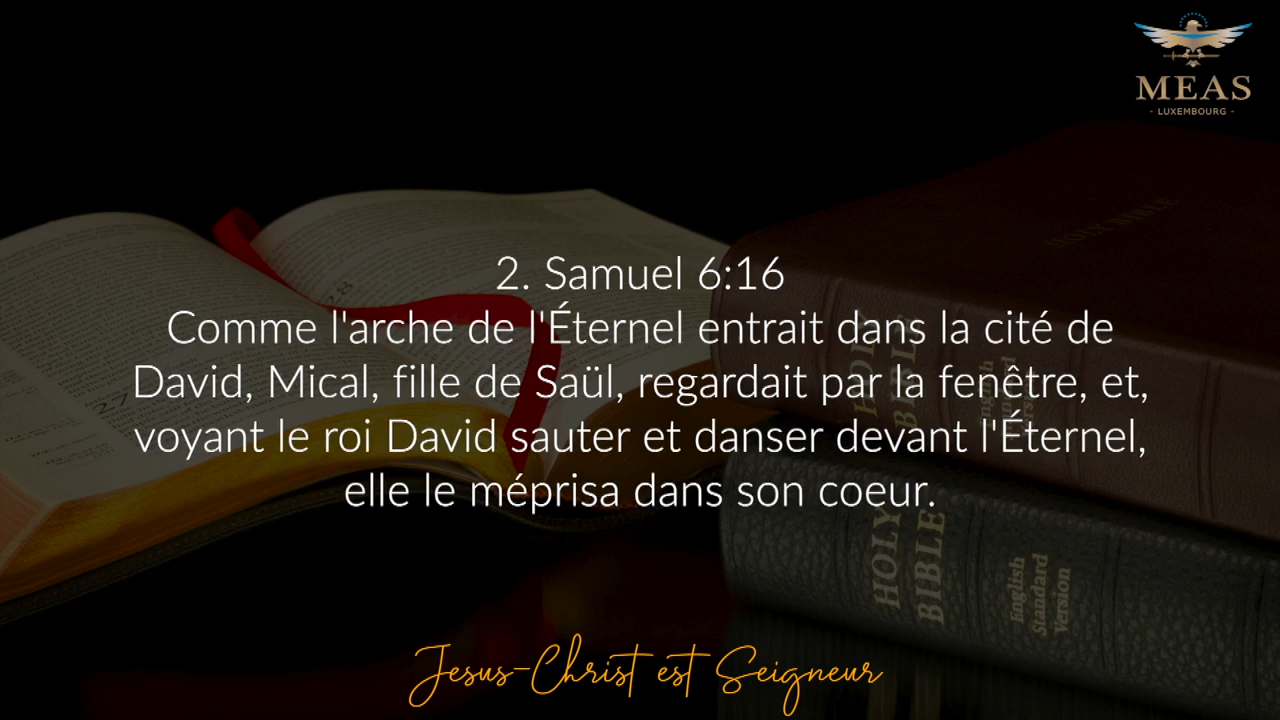 MEAS
- LUXEMBOURG -
2. Samuel 6:16
Comme l'arche de l'Éternel entrait dans la cité de
David, Mical, fille de Saül, regardait par la fenêtre, et,
voyant le roi David sauter et danser devant l'Éternel,
elle le méprisa dans son coeur.
HOLY
BIBLE
English
Standard
Version
Jesus-Christ est Seigneur